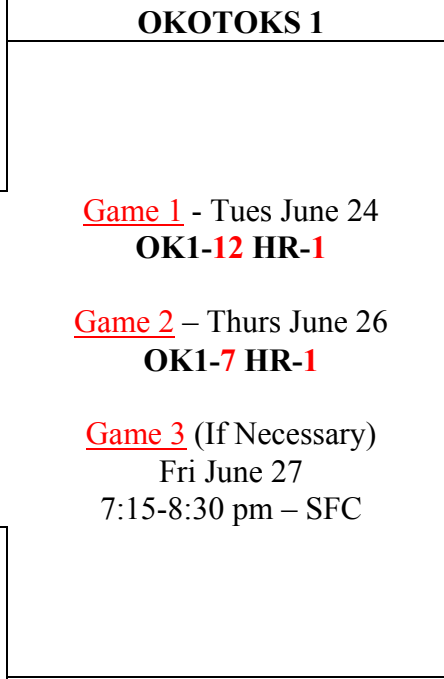 OKOTOKS 1
Game 1 - Tues June 24
OK1-12 HR-1
Game 2 – Thurs June 26
OK1-7 HR-1
Game 3 (If Necessary)
Fri June 27
7:15-8:30 pm – SFC